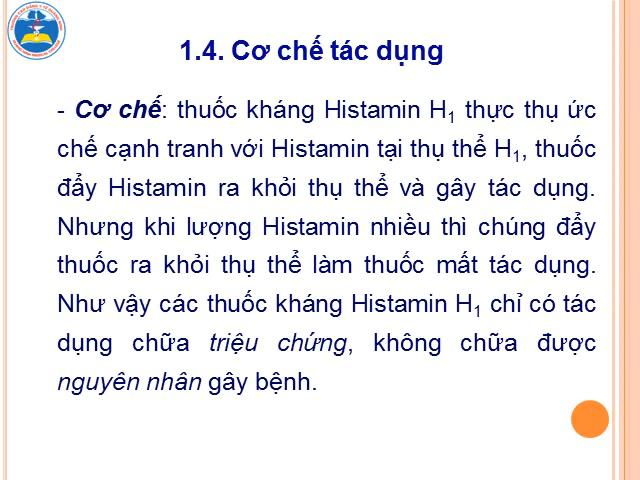 1.4. Cơ chế tác dụng
- Cơ chế: thuốc kháng Histamin H₁ thực thụ ức
chế cạnh tranh với Histamin tại thụ thể H₁, thuốc
đẩy Histamin ra khỏi thụ thể và gây tác dụng.
Nhưng khi lượng Histamin nhiều thì chúng đẩy
thuốc ra khỏi thụ thể làm thuốc mất tác dụng.
Như vậy các thuốc kháng Histamin H₁ chỉ có tác
dụng chữa triệu chứng, không chữa được
nguyên nhân gây bệnh.